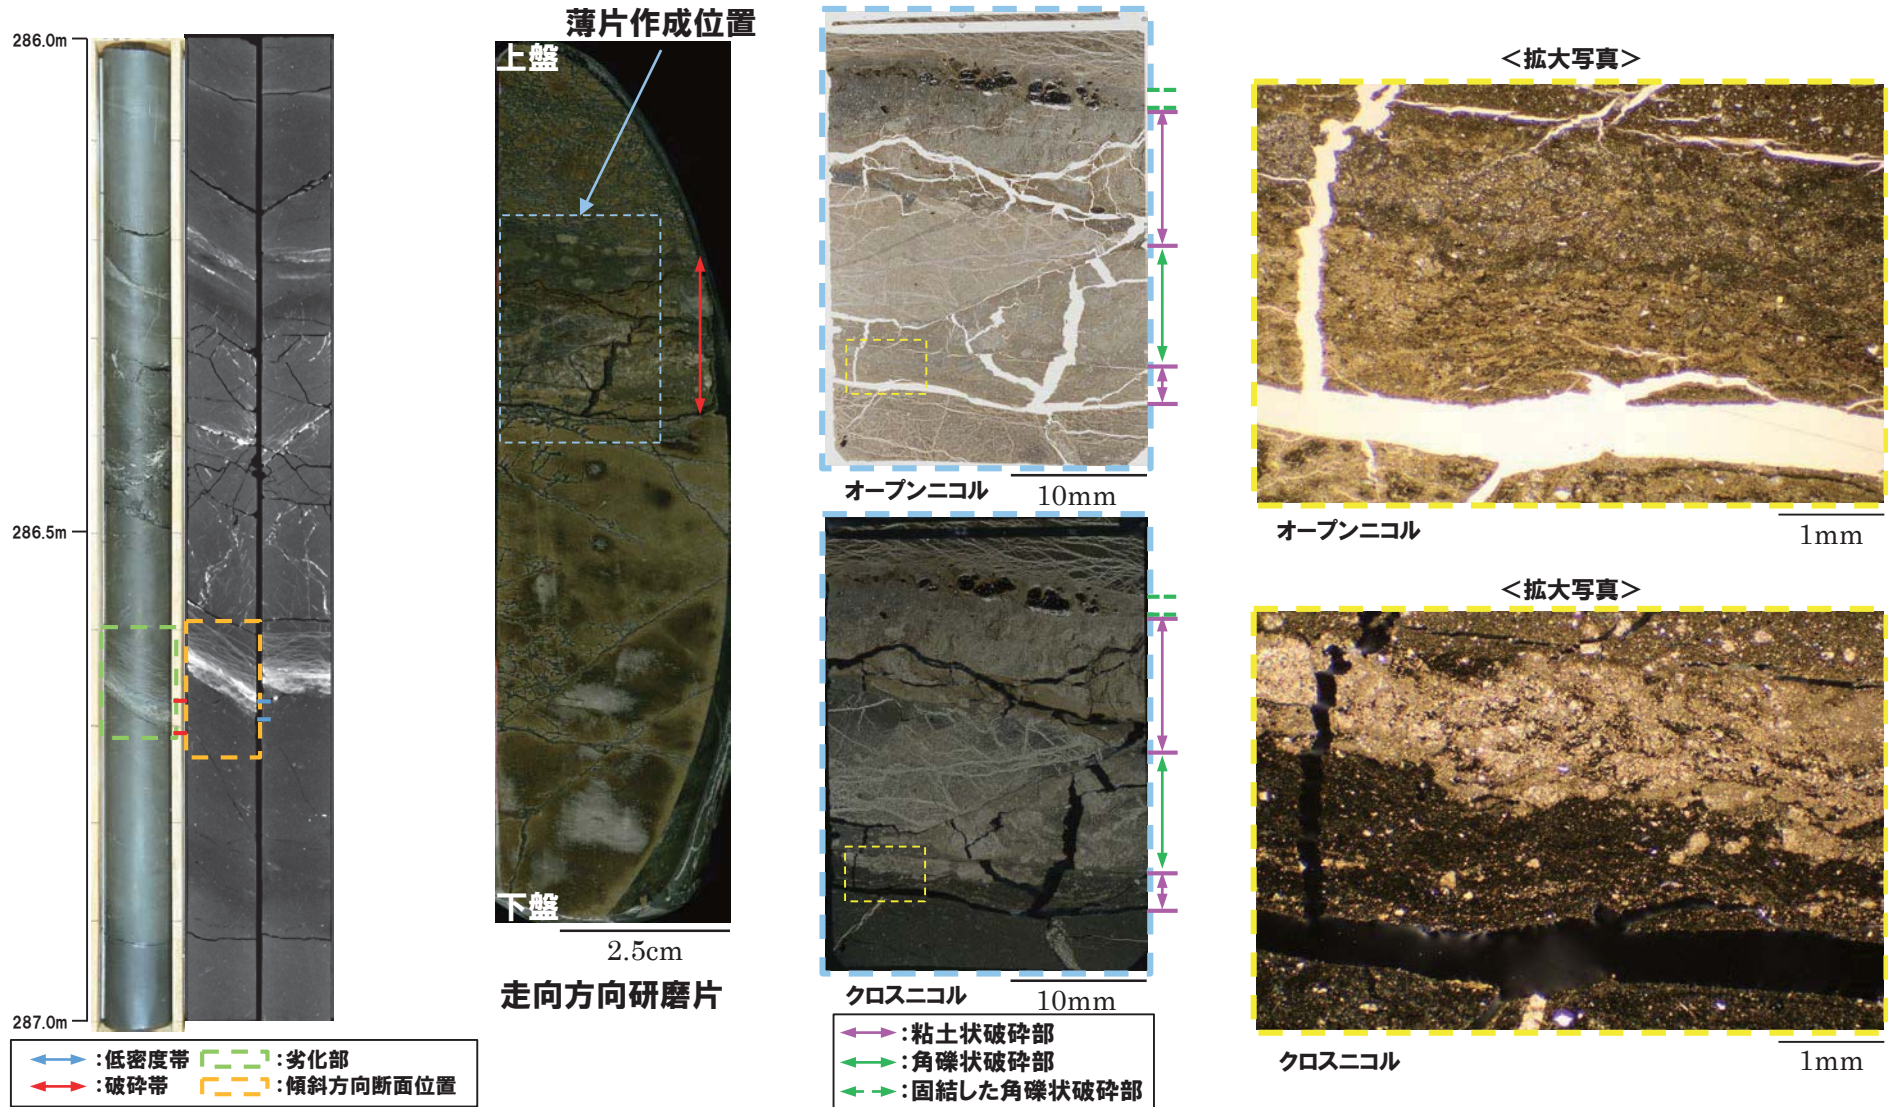 286.0m
286.5m
287.0m
:低密度帯
:劣化部
:破砕帯
:傾斜方向断面位置
薄片作成位置
上盤
下盤
2.5cm
走向方向研磨片
オープンニコル
10mm
クロスニコル
10mm
:粘土状破砕部
:角礫状破砕部
:固結した角礫状破砕部
<拡大写真>
オープンニコル
1mm
<拡大写真>
クロスニコル
1mm